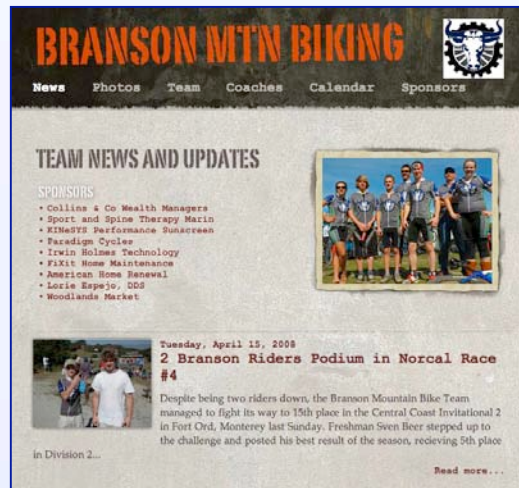 BRANSON MTN BIKING
News Photos Team Coaches Calendar Sponsors
TEAM NEWS AND UPDATES
SPONSORS
• Collins & Co Wealth Managers
• Sport and Spine Therapy Marin
• KINeSYS Performance Sunscreen
• Paradigm Cycles
• Irwin Holmes Technology
• FiXit Home Maintenance
• American Home Renewal
• Lorie Espejo, DDS
• Woodlands Market
Tuesday, April 15, 2008
2 Branson Riders Podium in Norcal Race
#4
Despite being two riders down, the Branson Mountain Bike Team
managed to fight its way to 15th place in the Central Coast Invitational 2
in Fort Ord, Monterey last Sunday. Freshman Sven Beer stepped up to
the challenge and posted his best result of the season, recieving 5th place
in Division 2...
Read more...